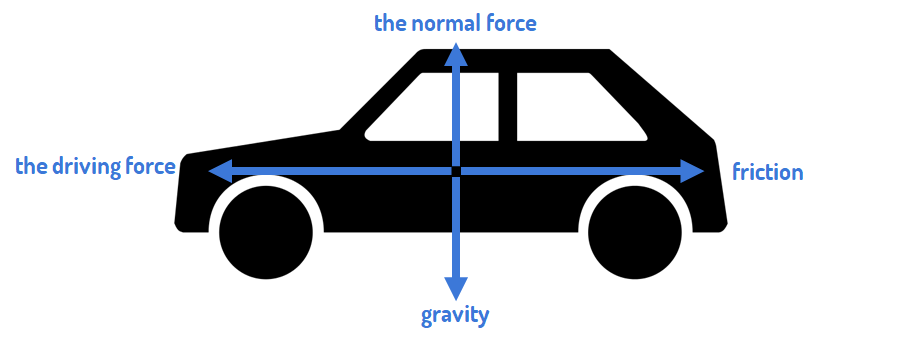 the normal force
the driving force
friction
gravity